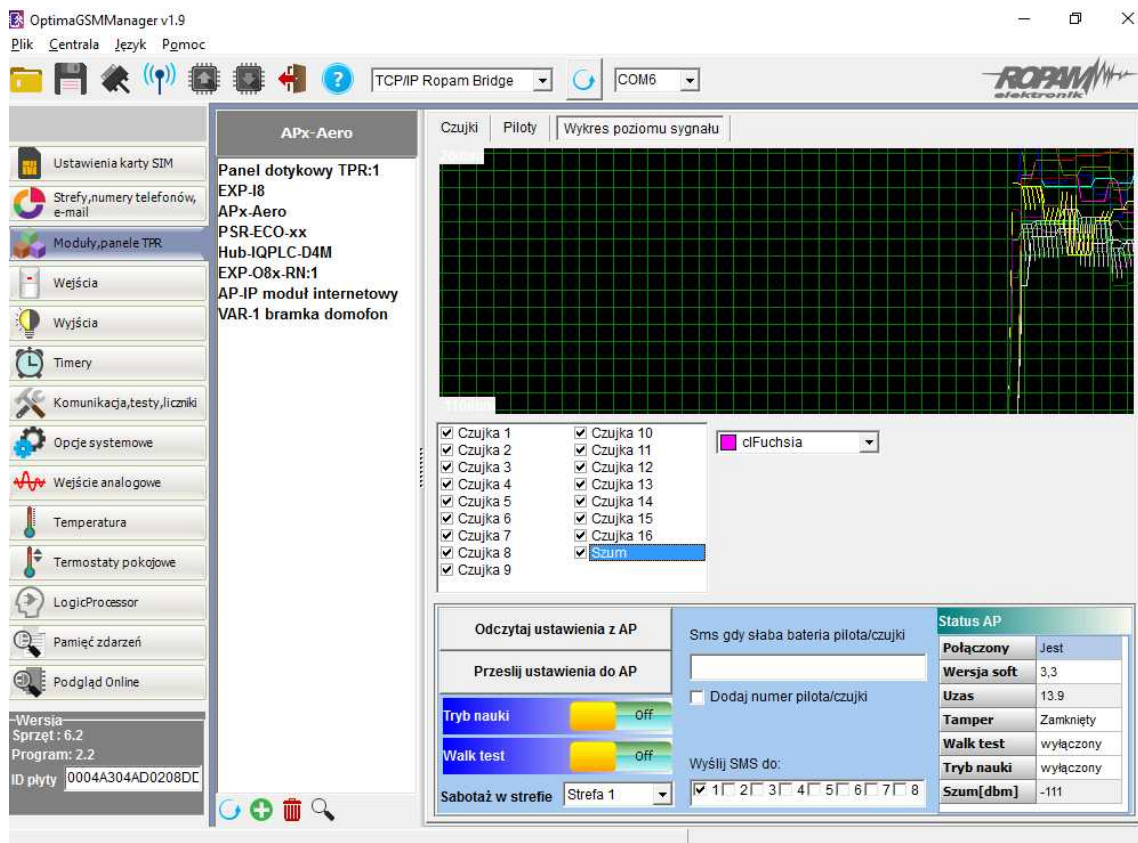 OptimaGSMManager v1.9
Plik Centrala Język Pomoc
TCP/IP Ropam Bridge
COM6
ROPAM
elektronik
Ustawienia karty SIM
Strefy,numery telefonów,
e-mail
Moduły,panele TPR
Wejścia
Wyjścia
Timery
Komunikacja,testy,liczniki
Opcje systemowe
Wejście analogowe
Temperatura
Termostaty pokojowe
LogicProcessor
Pamięć zdarzeń
Podgląd Online
Wersja
Sprzęt : 6.2
Program: 2.2
ID płyty 0004A304AD0208DE
APx-Aero
Panel dotykowy TPR:1
EXP-I8
APx-Aero
PSR-ECO-xx
Hub-IQPLC-D4M
EXP-O8x-RN:1
AP-IP moduł internetowy
VAR-1 bramka domofon
Czujki Piloty Wykres poziomu sygnału
Czujka 1
Czujka 2
Czujka 3
Czujka 4
Czujka 5
Czujka 6
Czujka 7
Czujka 8
Czujka 9
Czujka 10
Czujka 11
Czujka 12
Czujka 13
Czujka 14
Czujka 15
Czujka 16
Szum
clFuchsia
Odczytaj ustawienia z AP
Przeslij ustawienia do AP
Tryb nauki Off
Walk test Off
Sabotaż w strefie Strefa 1
Sms gdy słaba bateria pilota/czujki
Dodaj numer pilota/czujki
Wyślij SMS do:
1 2 3 4 5 6 7 8
Status AP
Połączony Jest
Wersja soft 3,3
Uzas 13.9
Tamper Zamknięty
Walk test wyłączony
Tryb nauki wyłączony
Szum[dbm] -111